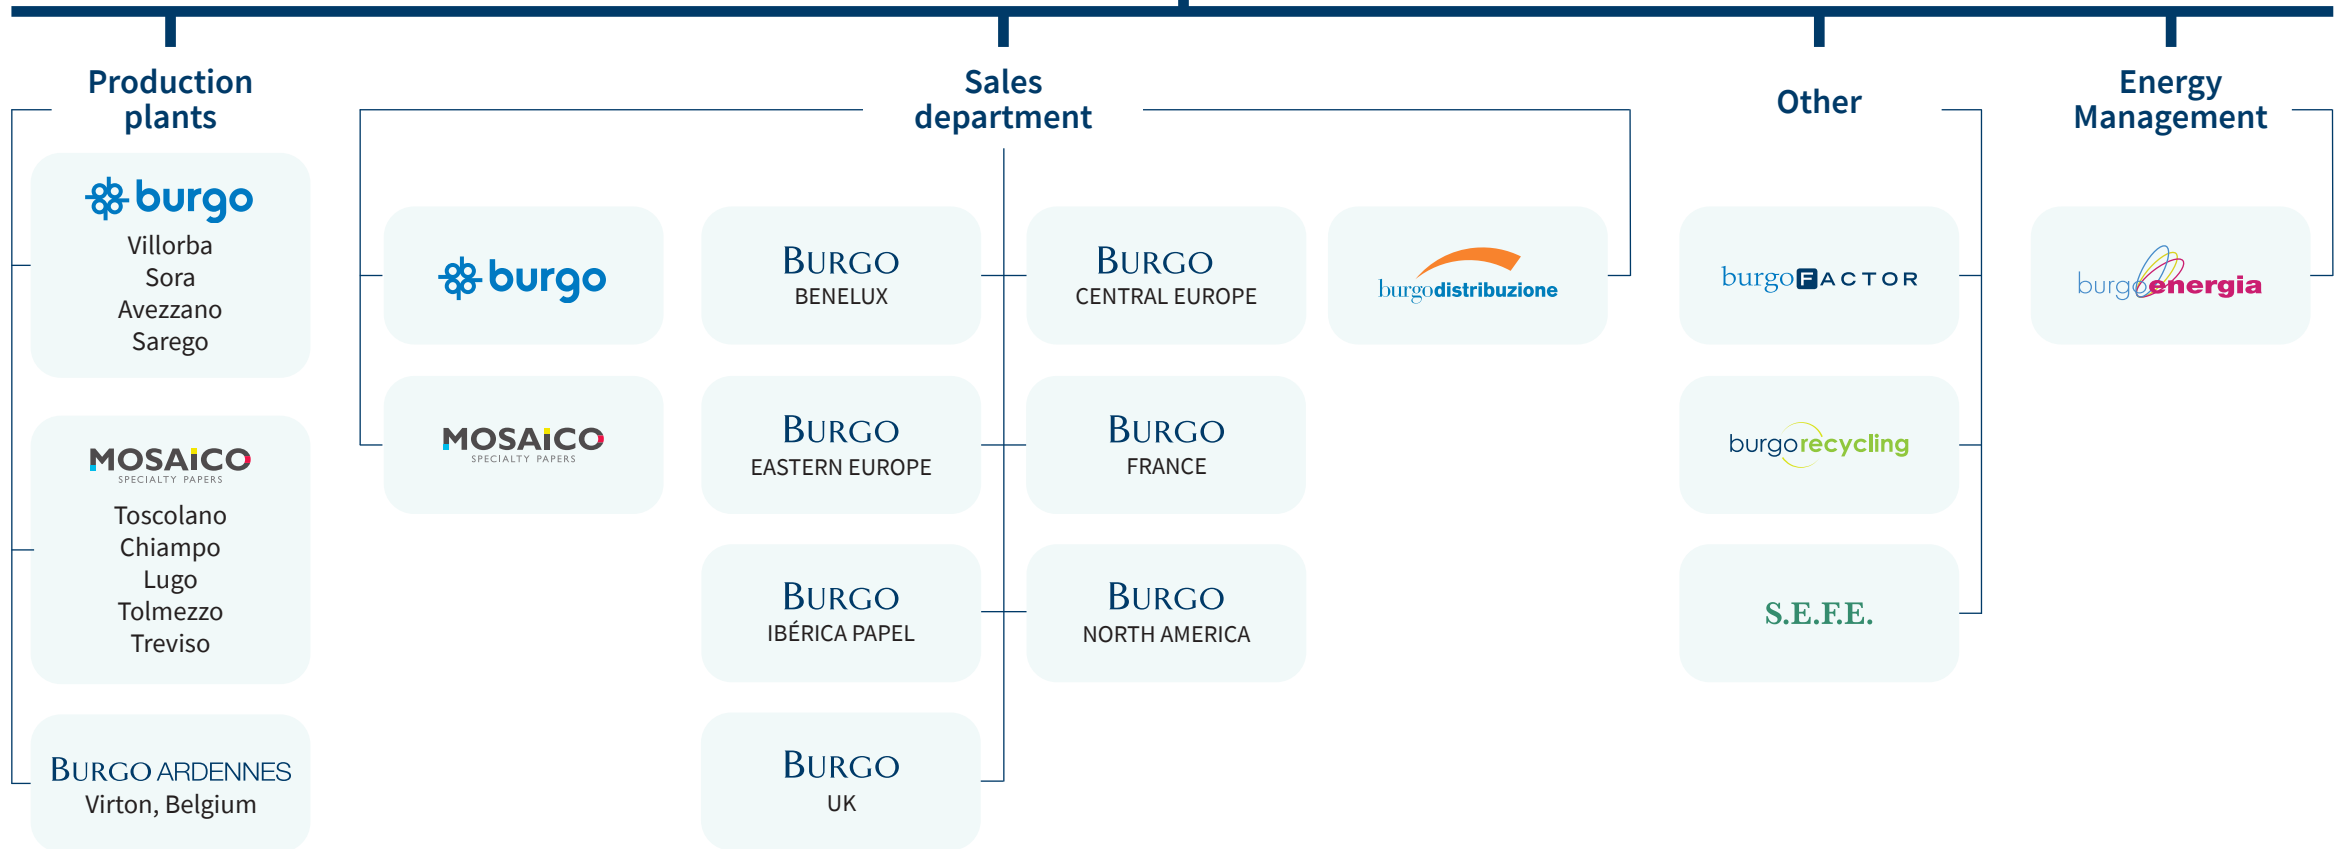 Production
plants
burgo
Villorba
Sora
Avezzano
Sarego
MOSAiCO
SPECIALTY PAPERS
Toscolano
Chiampo
Lugo
Tolmezzo
Treviso
BURGO ARDENNES
Virton, Belgium
Sales
department
burgo
MOSAiCO
SPECIALTY PAPERS
BURGO
BENELUX
BURGO
CENTRAL EUROPE
burgodistribuzione
BURGO
EASTERN EUROPE
BURGO
FRANCE
BURGO
IBÉRICA PAPEL
BURGO
NORTH AMERICA
BURGO
UK
Other
burgoFACTOR
burgorecycling
S.E.F.E.
Energy
Management
burgoenergia